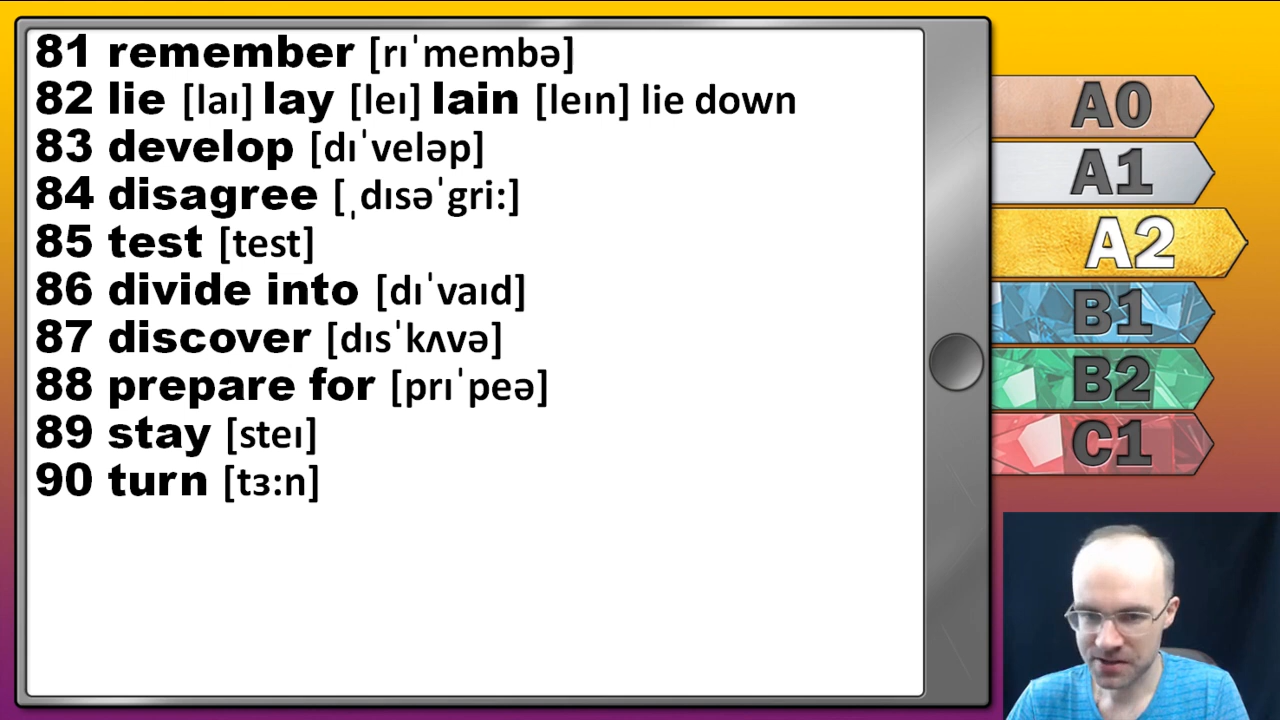 81 remember [rɪˈmembə]
82 lie [laɪ] lay [leɪ] lain [leɪn] lie down
83 develop [dɪˈveləp]
84 disagree [ˌdɪsəˈgri:]
85 test [test]
86 divide into [dɪˈvaɪd]
87 discover [dɪsˈkʌvə]
88 prepare for [prɪˈpeə]
89 stay [steɪ]
90 turn [tɜ:n]
A0
A1
A2
B1
B2
C1